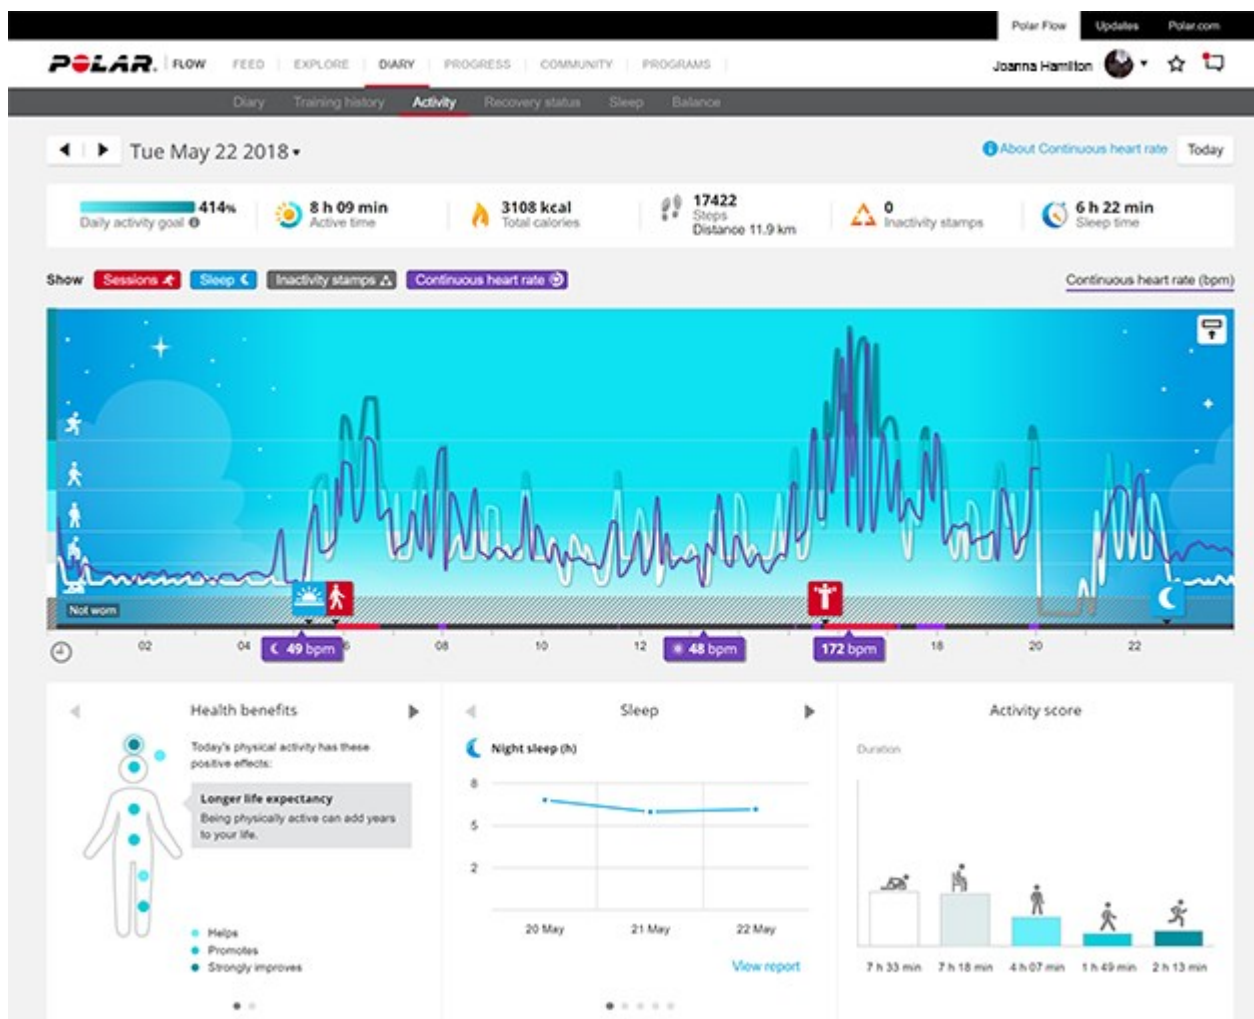 Polar Flow Updates Polar.com
POLAR. FLOW FEED EXPLORE DIARY PROGRESS COMMUNITY PROGRAMS Joanna Hamilton
Diary Training history Activity Recovery status Sleep Balance
Tue May 22 2018 About Continuous heart rate Today
414% 8 h 09 min 3108 kcal 17422 0 6 h 22 min
Daily activity goal Active time Total calories Steps Inactivity stamps Sleep time
Distance 11.9 km
Show Sessions Sleep Inactivity stamps Continuous heart rate Continuous heart rate (bpm)
Not worn
02 04 6 08 10 12 18 20 22
49 bpm 48 bpm 172 bpm
Health benefits
Today's physical activity has these
positive effects:
Longer life expectancy
Being physically active can add years
to your life.
Helps
Promotes
Strongly improves
Sleep
Night sleep (h)
8
5
2
20 May 21 May 22 May
View report
Activity score
Duration
7 h 33 min 7 h 18 min 4 h 07 min 1 h 49 min 2 h 13 min